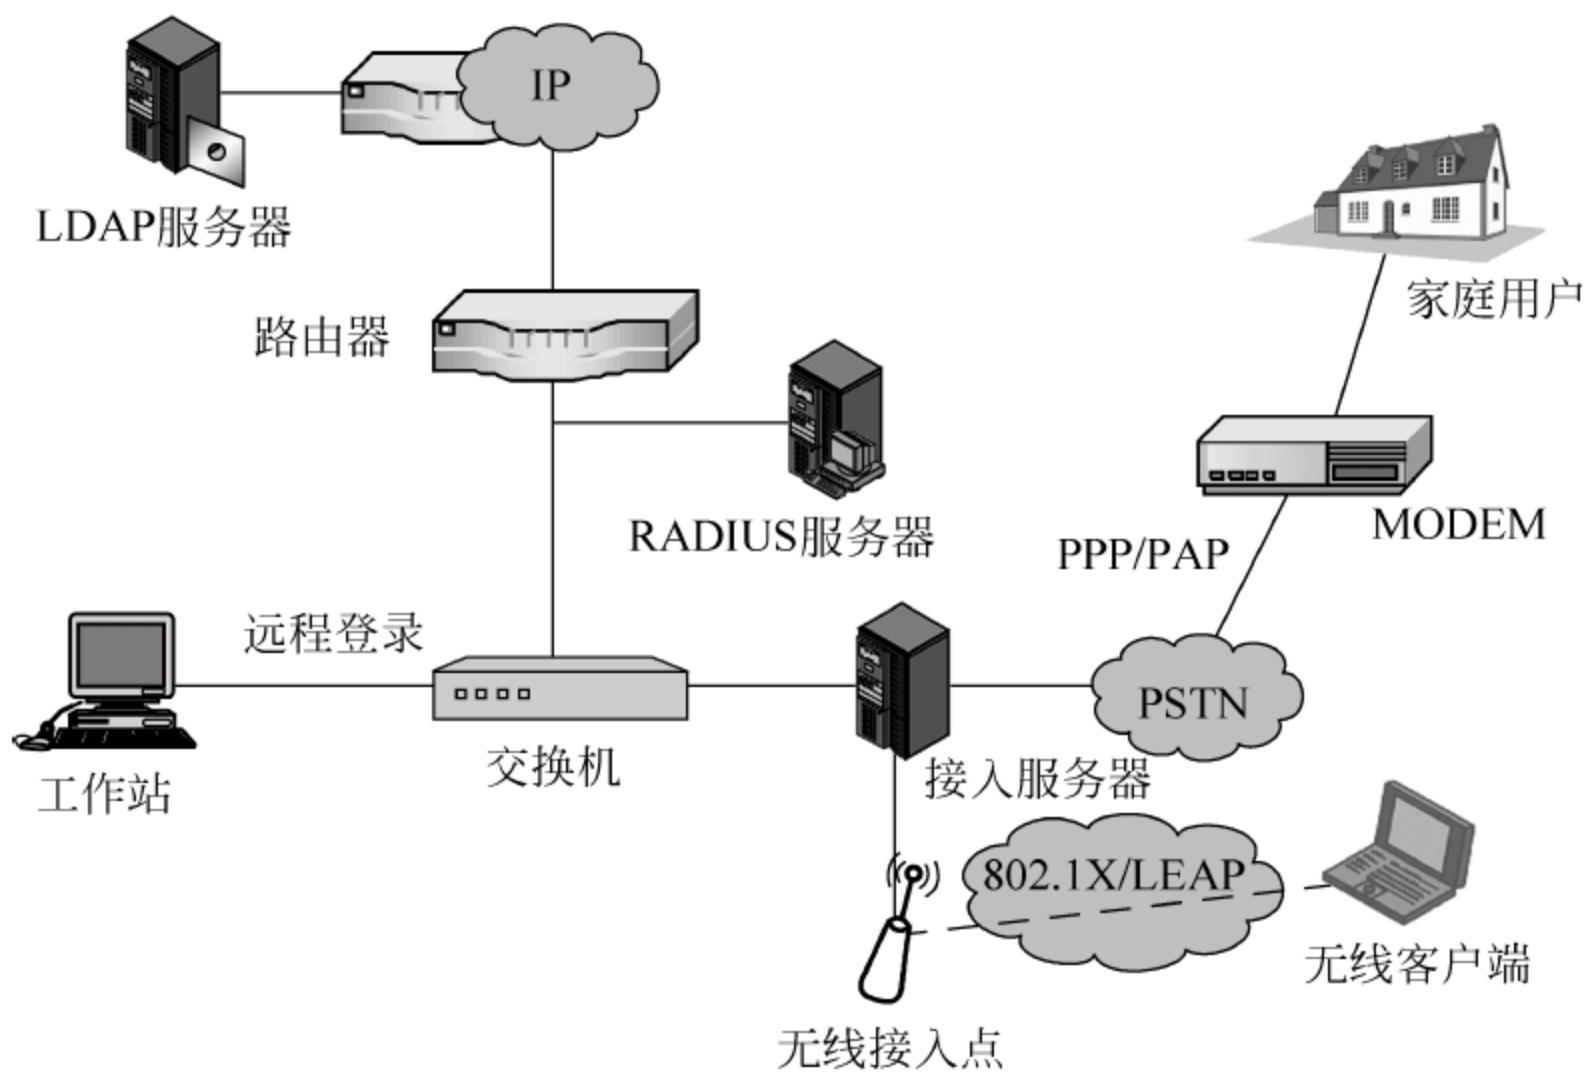 IP
LDAP服务器
家庭用户
路由器
RADIUS服务器
MODEM
PPP/PAP
远程登录
PSTN
交换机
接入服务器
工作站
802.1X/LEAP
无线客户端
无线接入点